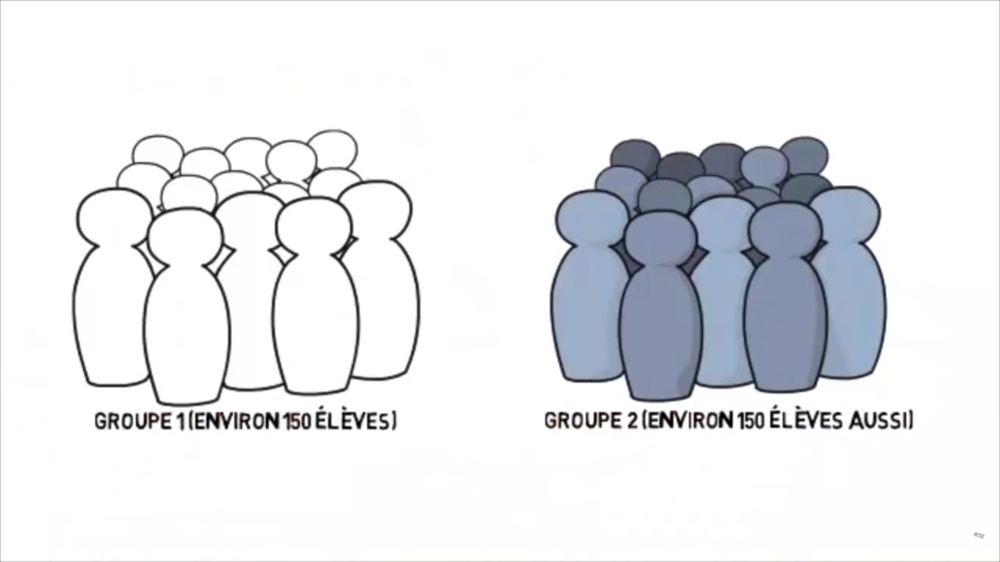 GROUPE 1 (ENVIRON 150 ÉLÈVES)
GROUPE 2 (ENVIRON 150 ÉLÈVES AUSSI)